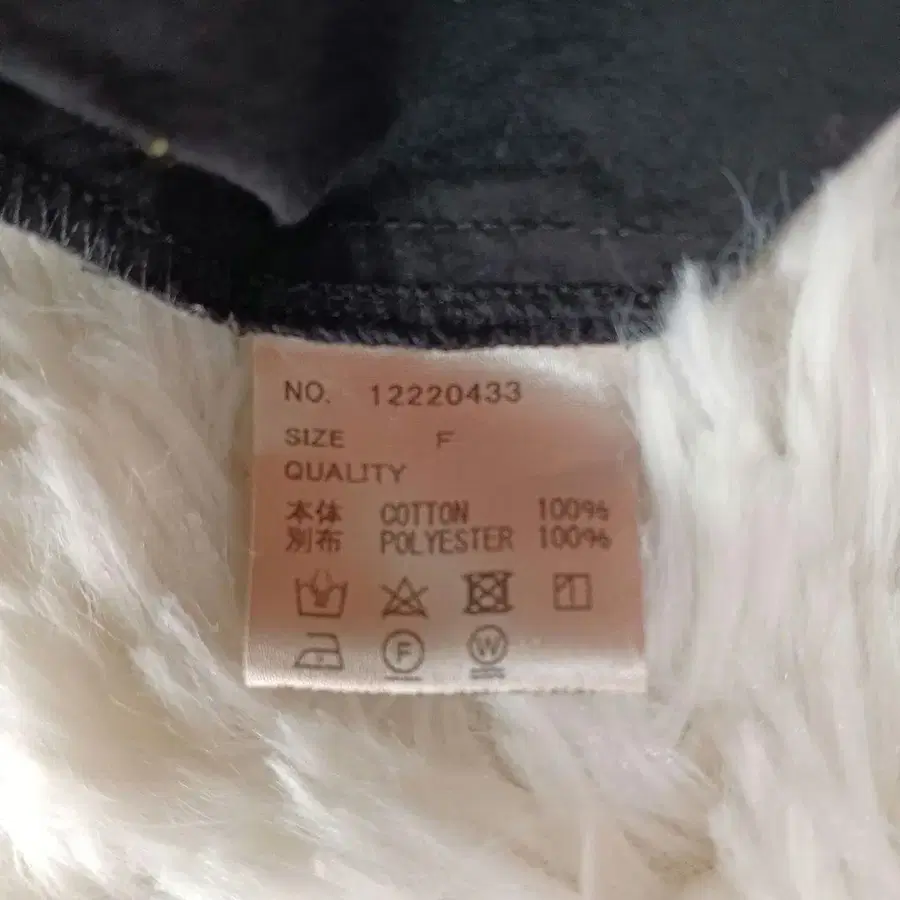 NO. 12220433
SIZE F
QUALITY
本体 COTTON 100%
別布 POLYESTER 100%
F
W